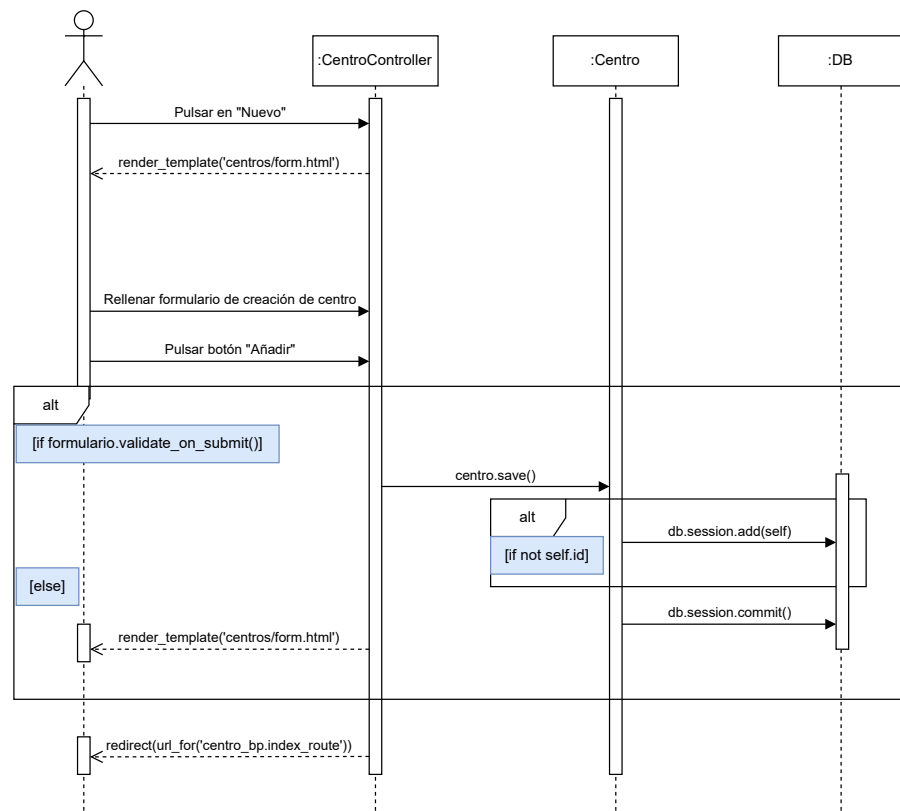 :CentroController
:Centro
:DB
Pulsar en "Nuevo"
render_template('centros/form.html')
Rellenar formulario de creación de centro
Pulsar botón "Añadir"
alt
[if formulario.validate_on_submit()]
centro.save()
alt
db.session.add(self)
[if not self.id]
[else]
db.session.commit()
render_template('centros/form.html')
redirect(url_for('centro_bp.index_route'))